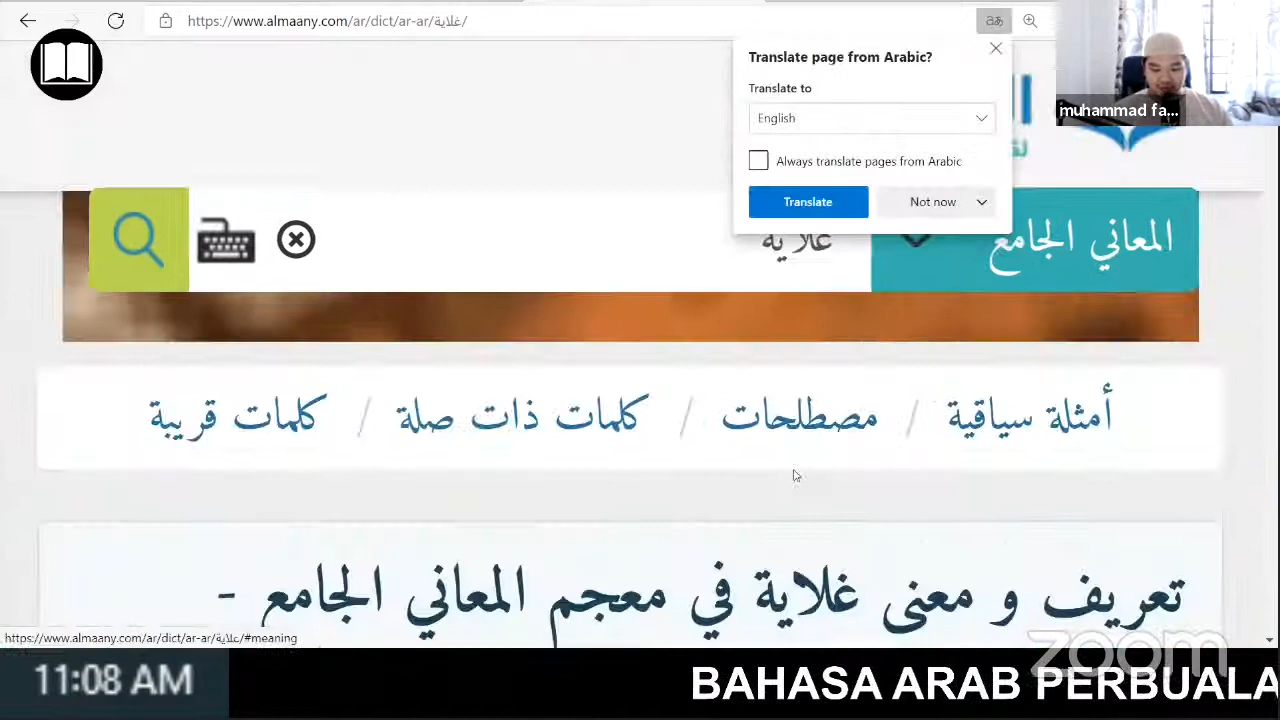 https://www.almaany.com/ar/dict/ar-ar/غلاية/
Translate page from Arabic?
Translate to
English
Always translate pages from Arabic
Translate
Not now
muhammad fa...
المعاني الجامع
غلاية
أمثلة سياقية / مصطلحات / كلمات ذات صلة / كلمات قريبة
تعريف و معنى غلاية في معجم المعاني الجامع -
https://www.almaany.com/ar/dict/ar-ar/غلاية/#meaning
zoom
11:08 AM
BAHASA ARAB PERBUALA